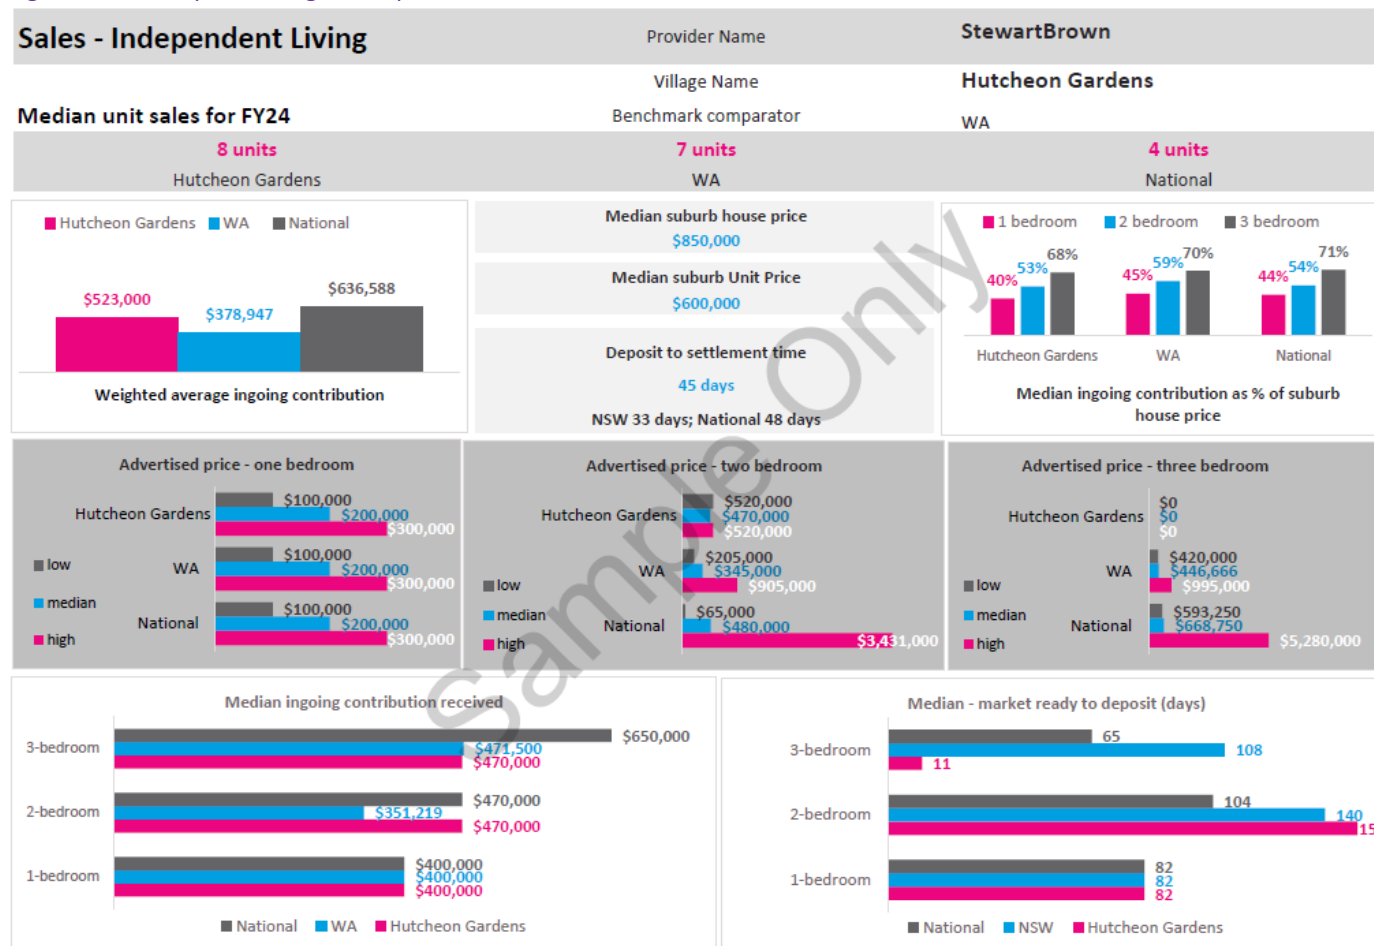 Sales - Independent Living
Provider Name
StewartBrown
Village Name
Hutcheon Gardens
Median unit sales for FY24
Benchmark comparator
WA
8 units
7 units
4 units
Hutcheon Gardens
WA
National
Hutcheon Gardens WA National
$523,000
$378,947
$636,588
Weighted average ingoing contribution
Median suburb house price
$850,000
Median suburb Unit Price
$600,000
Deposit to settlement time
45 days
NSW 33 days; National 48 days
1 bedroom 2 bedroom 3 bedroom
40% 53% 68%
45% 59% 70%
44% 54% 71%
Hutcheon Gardens WA National
Median ingoing contribution as % of suburb
house price
Advertised price - one bedroom
Hutcheon Gardens
$100,000
$200,000
$300,000
WA
$100,000
$200,000
$300,000
National
$100,000
$200,000
$300,000
low
median
high
Advertised price - two bedroom
Hutcheon Gardens
$520,000
$470,000
$520,000
WA
$205,000
$345,000
$905,000
National
$65,000
$480,000
$3,431,000
low
median
high
Advertised price - three bedroom
Hutcheon Gardens
$0
$0
$0
WA
$420,000
$446,666
$995,000
National
$593,250
$668,750
$5,280,000
low
median
high
Median ingoing contribution received
3-bedroom
$650,000
$471,500
$470,000
2-bedroom
$470,000
$351,219
$470,000
1-bedroom
$400,000
$400,000
$400,000
National WA Hutcheon Gardens
Median - market ready to deposit (days)
3-bedroom
65
108
11
2-bedroom
104
140
15
1-bedroom
82
82
82
National NSW Hutcheon Gardens
Sample Only